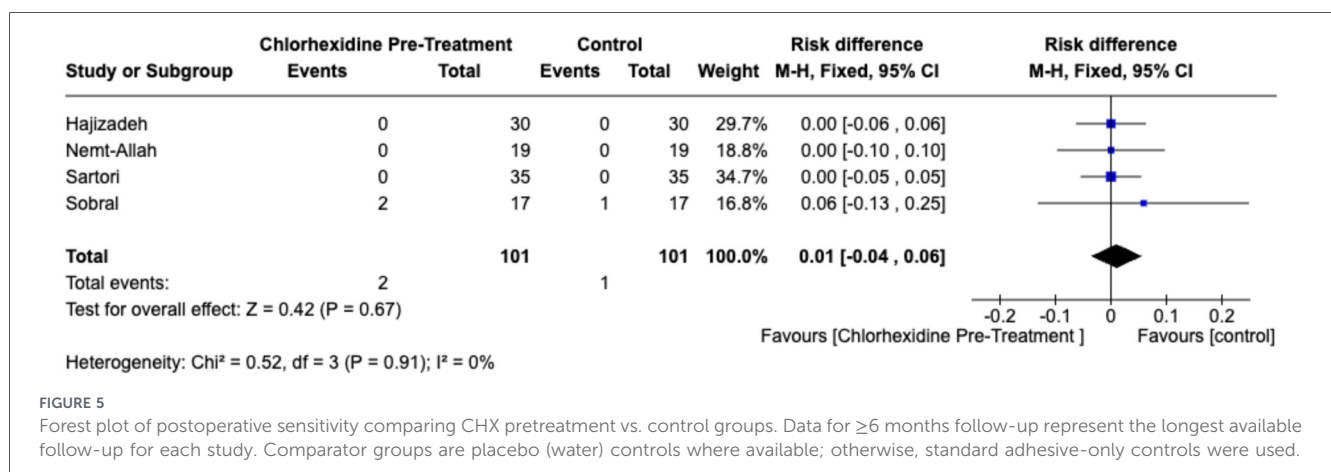 Chlorhexidine Pre-Treatment Control Risk difference Risk difference
Study or Subgroup Events Total Events Total Weight M-H, Fixed, 95% CI M-H, Fixed, 95% CI
Hajizadeh 0 30 0 30 29.7% 0.00 [-0.06 , 0.06]
Nemt-Allah 0 19 0 19 18.8% 0.00 [-0.10 , 0.10]
Sartori 0 35 0 35 34.7% 0.00 [-0.05 , 0.05]
Sobral 2 17 1 17 16.8% 0.06 [-0.13 , 0.25]
Total 101 101 100.0% 0.01 [-0.04 , 0.06]
Total events: 2 1
Test for overall effect: Z = 0.42 (P = 0.67)
-0.2 -0.1 0 0.1 0.2
Favours [Chlorhexidine Pre-Treatment ] Favours [control]
Heterogeneity: Chi² = 0.52, df = 3 (P = 0.91); I² = 0%
FIGURE 5
Forest plot of postoperative sensitivity comparing CHX pretreatment vs. control groups. Data for ≥6 months follow-up represent the longest available
follow-up for each study. Comparator groups are placebo (water) controls where available; otherwise, standard adhesive-only controls were used.